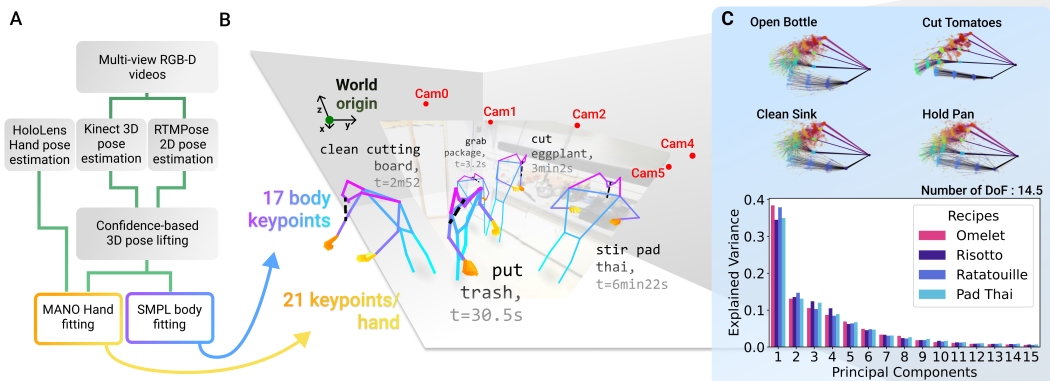 A
Multi-view RGB-D
videos
HoloLens
Hand pose
estimation
Kinect 3D
pose
estimation
RTMPose
2D pose
estimation
Confidence-based
3D pose lifting
MANO Hand
fitting
SMPL body
fitting
B
World
origin
z
x
y
Cam0
Cam1
Cam2
Cam4
Cam5
clean cutting
board,
t=2m52
grab
package,
t=3.2s
cut
eggplant,
3min2s
17 body
keypoints
21 keypoints/
hand
put
trash,
t=30.5s
stir pad
thai,
t=6min22s
C
Open Bottle
Cut Tomatoes
Clean Sink
Hold Pan
Number of DoF : 14.5
Explained Variance
0.4
0.3
0.2
0.1
0.0
Recipes
Omelet
Risotto
Ratatouille
Pad Thai
1 2 3 4 5 6 7 8 9 10 11 12 13 14 15
Principal Components